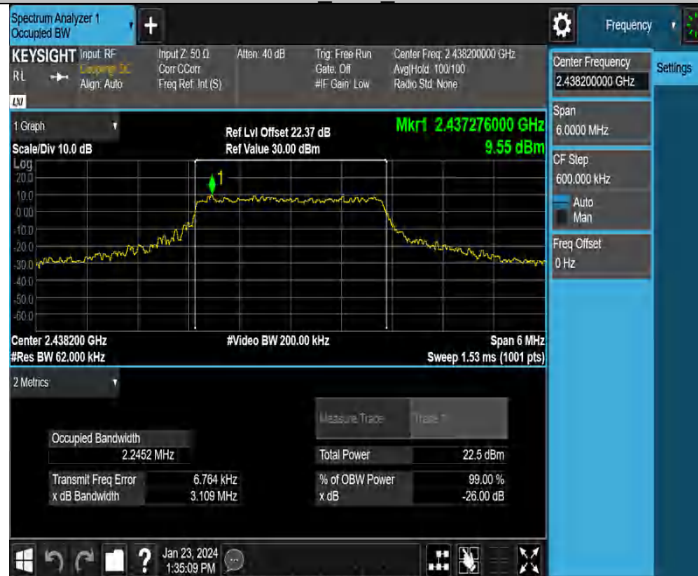 Spectrum Analyzer 1
Occupied BW
+
Frequency
KEYSIGHT Input: RF
RL
Coupling: DC
Align: Auto
Input Z: 50 Ω
Corr CCorr
Freq Ref: Int (S)
Atten: 40 dB
Trig: Free Run
Gate: Off
#IF Gain: Low
Center Freq: 2.438200000 GHz
Avg|Hold: 100/100
Radio Std: None
LXI
Center Frequency
2.438200000 GHz
Settings
Span
6.0000 MHz
CF Step
600.000 kHz
Auto
Man
Freq Offset
0 Hz
1 Graph
Scale/Div 10.0 dB
Ref Lvl Offset 22.37 dB
Ref Value 30.00 dBm
Mkr1 2.437276000 GHz
9.55 dBm
Log
20.0
10.0
0.00
-10.0
-20.0
-30.0
-40.0
-50.0
-60.0
1
Center 2.438200 GHz
#Res BW 62.000 kHz
#Video BW 200.00 kHz
Span 6 MHz
Sweep 1.53 ms (1001 pts)
2 Metrics
Measure Trace
Trace 1
Occupied Bandwidth
2.2452 MHz
Total Power
22.5 dBm
Transmit Freq Error
6.764 kHz
% of OBW Power
99.00 %
x dB Bandwidth
3.109 MHz
x dB
-26.00 dB
?
Jan 23, 2024
1:35:09 PM